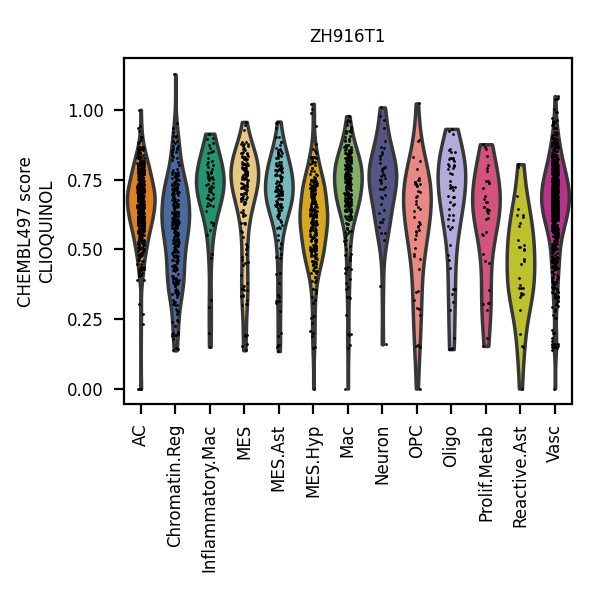 ZH916T1
CHEMBL497 score
CLIOQUINOL
1.00
0.75
0.50
0.25
0.00
AC
Chromatin.Reg
Inflammatory.Mac
MES
MES.Ast
MES.Hyp
Mac
Neuron
OPC
Oligo
Prolif.Metab
Reactive.Ast
Vasc